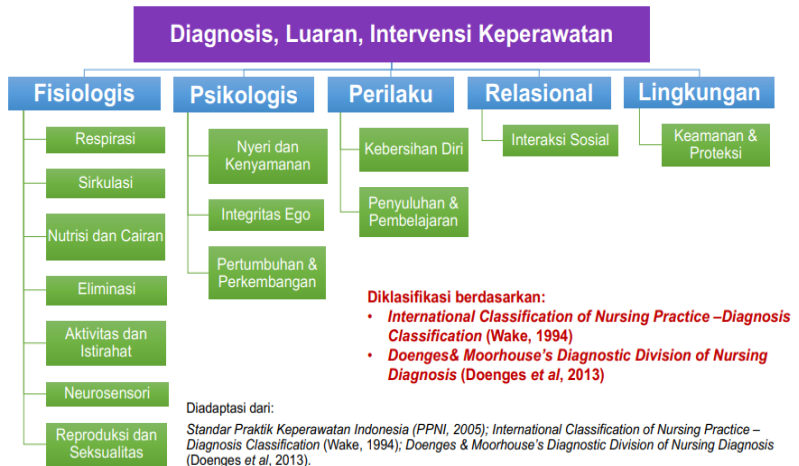 Diagnosis, Luaran, Intervensi Keperawatan
Fisiologis
Psikologis
Perilaku
Relasional
Lingkungan
Respirasi
Sirkulasi
Nutrisi dan Cairan
Eliminasi
Aktivitas dan
Istirahat
Neurosensori
Reproduksi dan
Seksualitas
Nyeri dan
Kenyamanan
Integritas Ego
Pertumbuhan &
Perkembangan
Kebersihan Diri
Penyuluhan &
Pembelajaran
Interaksi Sosial
Keamanan &
Proteksi
Diklasifikasi berdasarkan:
• International Classification of Nursing Practice –Diagnosis
Classification (Wake, 1994)
• Doenges& Moorhouse's Diagnostic Division of Nursing
Diagnosis (Doenges et al, 2013)
Diadaptasi dari:
Standar Praktik Keperawatan Indonesia (PPNI, 2005); International Classification of Nursing Practice –
Diagnosis Classification (Wake, 1994); Doenges & Moorhouse's Diagnostic Division of Nursing Diagnosis
(Doenges et al, 2013).